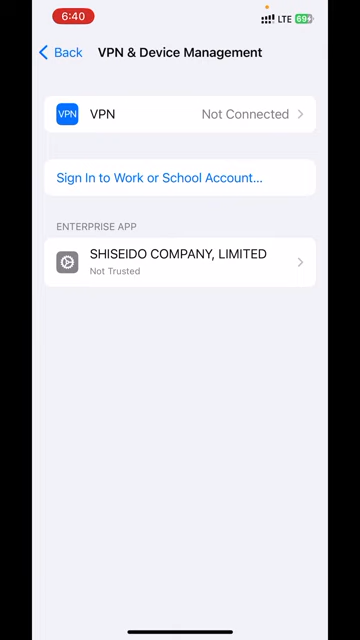 6:40
LTE 69
Back
VPN & Device Management
VPN
VPN
Not Connected
Sign In to Work or School Account...
ENTERPRISE APP
SHISEIDO COMPANY, LIMITED
Not Trusted